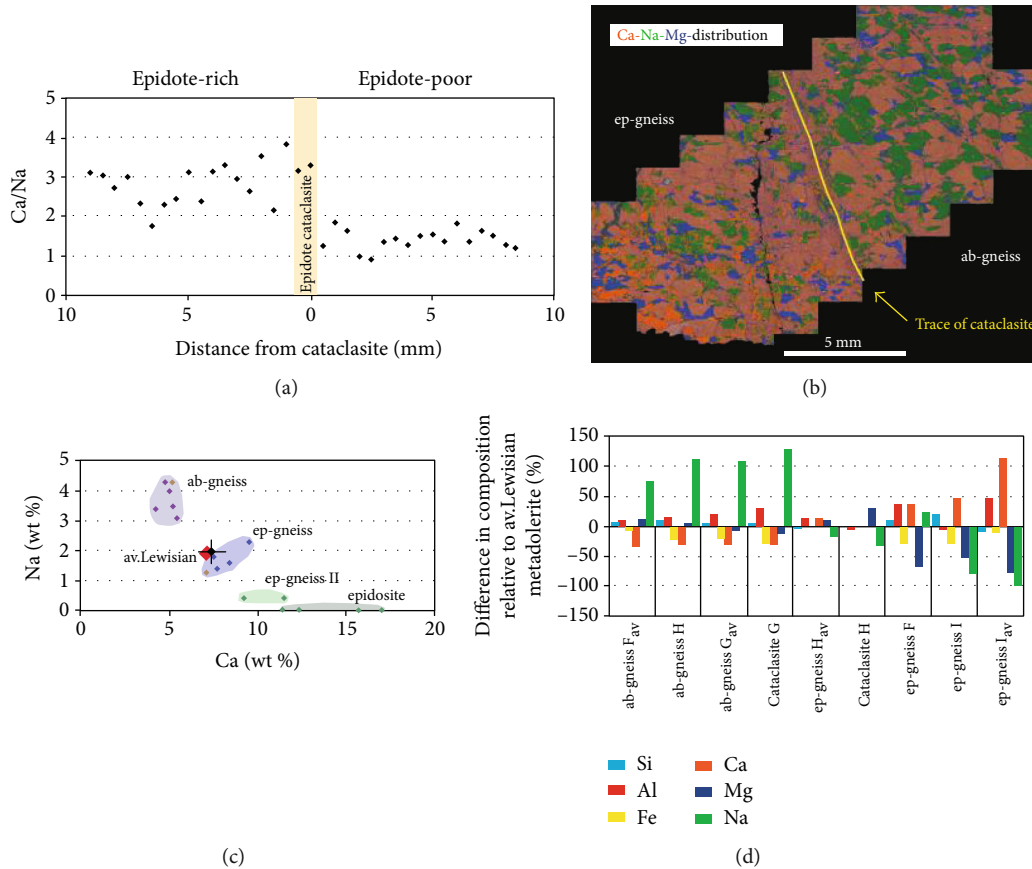 Epidote-rich
Epidote-poor
5
4
3
2
1
0
Ca/Na
Epidote cataclasite
10
5
0
5
10
Distance from cataclasite (mm)
(a)
Ca-Na-Mg-distribution
ep-gneiss
ab-gneiss
Trace of cataclasite
5 mm
(b)
5
4
3
2
1
0
Na (wt %)
ab-gneiss
ep-gneiss
av.Lewisian
ep-gneiss II
epidosite
0
5
10
15
20
Ca (wt %)
(c)
Difference in composition
relative to av.Lewisian
metadolerite (%)
150
100
50
0
−50
−100
−150
ab-gneiss Fav
ab-gneiss H
ab-gneiss Gav
Cataclasite G
ep-gneiss Hav
Cataclasite H
ep-gneiss F
ep-gneiss I
ep-gneiss Iav
Si
Al
Fe
Ca
Mg
Na
(d)